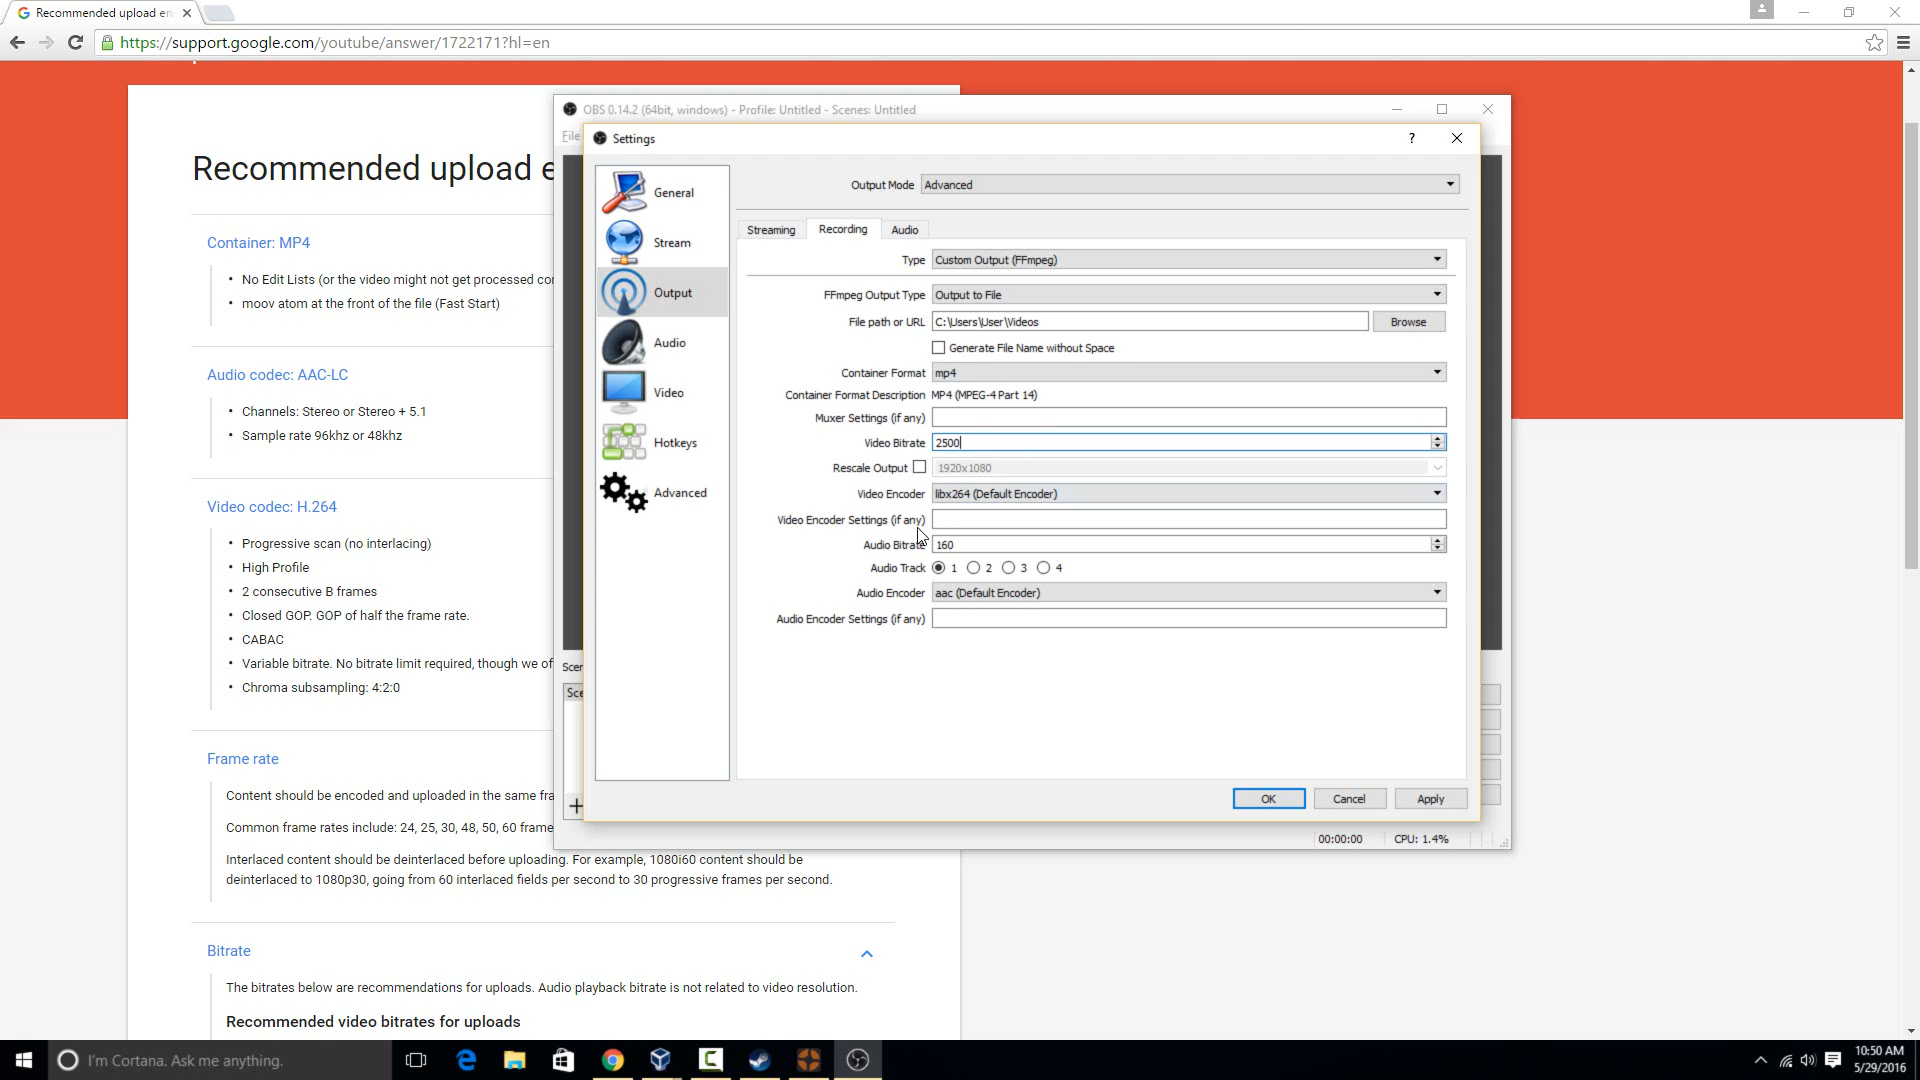 Recommended upload en
https://support.google.com/youtube/answer/1722171?hl=en
Recommended upload e
Container: MP4
• No Edit Lists (or the video might not get processed cor
• moov atom at the front of the file (Fast Start)
Audio codec: AAC-LC
• Channels: Stereo or Stereo + 5.1
• Sample rate 96khz or 48khz
Video codec: H.264
• Progressive scan (no interlacing)
• High Profile
• 2 consecutive B frames
• Closed GOP. GOP of half the frame rate.
• CABAC
• Variable bitrate. No bitrate limit required, though we of
• Chroma subsampling: 4:2:0
Frame rate
Content should be encoded and uploaded in the same fra
Common frame rates include: 24, 25, 30, 48, 50, 60 frame
Interlaced content should be deinterlaced before uploading. For example, 1080i60 content should be
deinterlaced to 1080p30, going from 60 interlaced fields per second to 30 progressive frames per second.
Bitrate
The bitrates below are recommendations for uploads. Audio playback bitrate is not related to video resolution.
Recommended video bitrates for uploads
OBS 0.14.2 (64bit, windows) - Profile: Untitled - Scenes: Untitled
File
Settings
?
General
Stream
Output
Audio
Video
Hotkeys
Advanced
Output Mode Advanced
Streaming Recording Audio
Type Custom Output (FFmpeg)
FFmpeg Output Type Output to File
File path or URL C:\Users\User\Videos Browse
Generate File Name without Space
Container Format mp4
Container Format Description MP4 (MPEG-4 Part 14)
Muxer Settings (if any)
Video Bitrate 2500
Rescale Output 1920x1080
Video Encoder libx264 (Default Encoder)
Video Encoder Settings (if any)
Audio Bitrate 160
Audio Track 1 2 3 4
Audio Encoder aac (Default Encoder)
Audio Encoder Settings (if any)
OK Cancel Apply
Scen
Sce
00:00:00 CPU: 1.4%
I'm Cortana. Ask me anything.
10:50 AM
5/29/2016